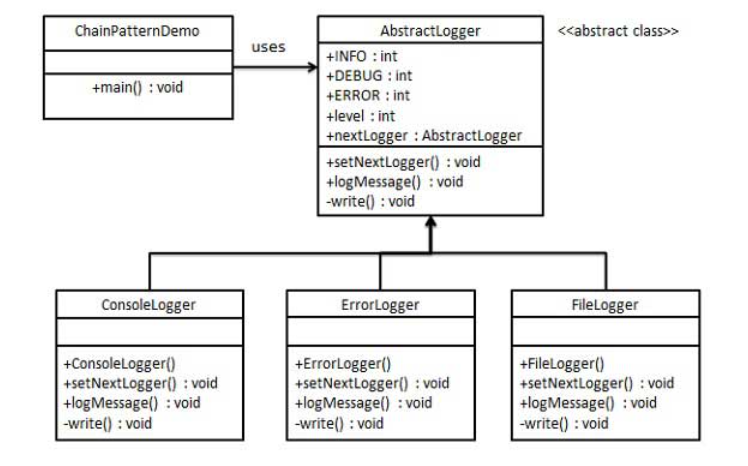 ChainPatternDemo
+main() : void
uses
AbstractLogger
<<abstract class>>
+INFO : int
+DEBUG : int
+ERROR : int
+level : int
+nextLogger : AbstractLogger
+setNextLogger() : void
+logMessage() : void
-write() : void
ConsoleLogger
+ConsoleLogger()
+setNextLogger() : void
+logMessage() : void
-write() : void
ErrorLogger
+ErrorLogger()
+setNextLogger() : void
+logMessage() : void
-write() : void
FileLogger
+FileLogger()
+setNextLogger() : void
+logMessage() : void
-write() : void